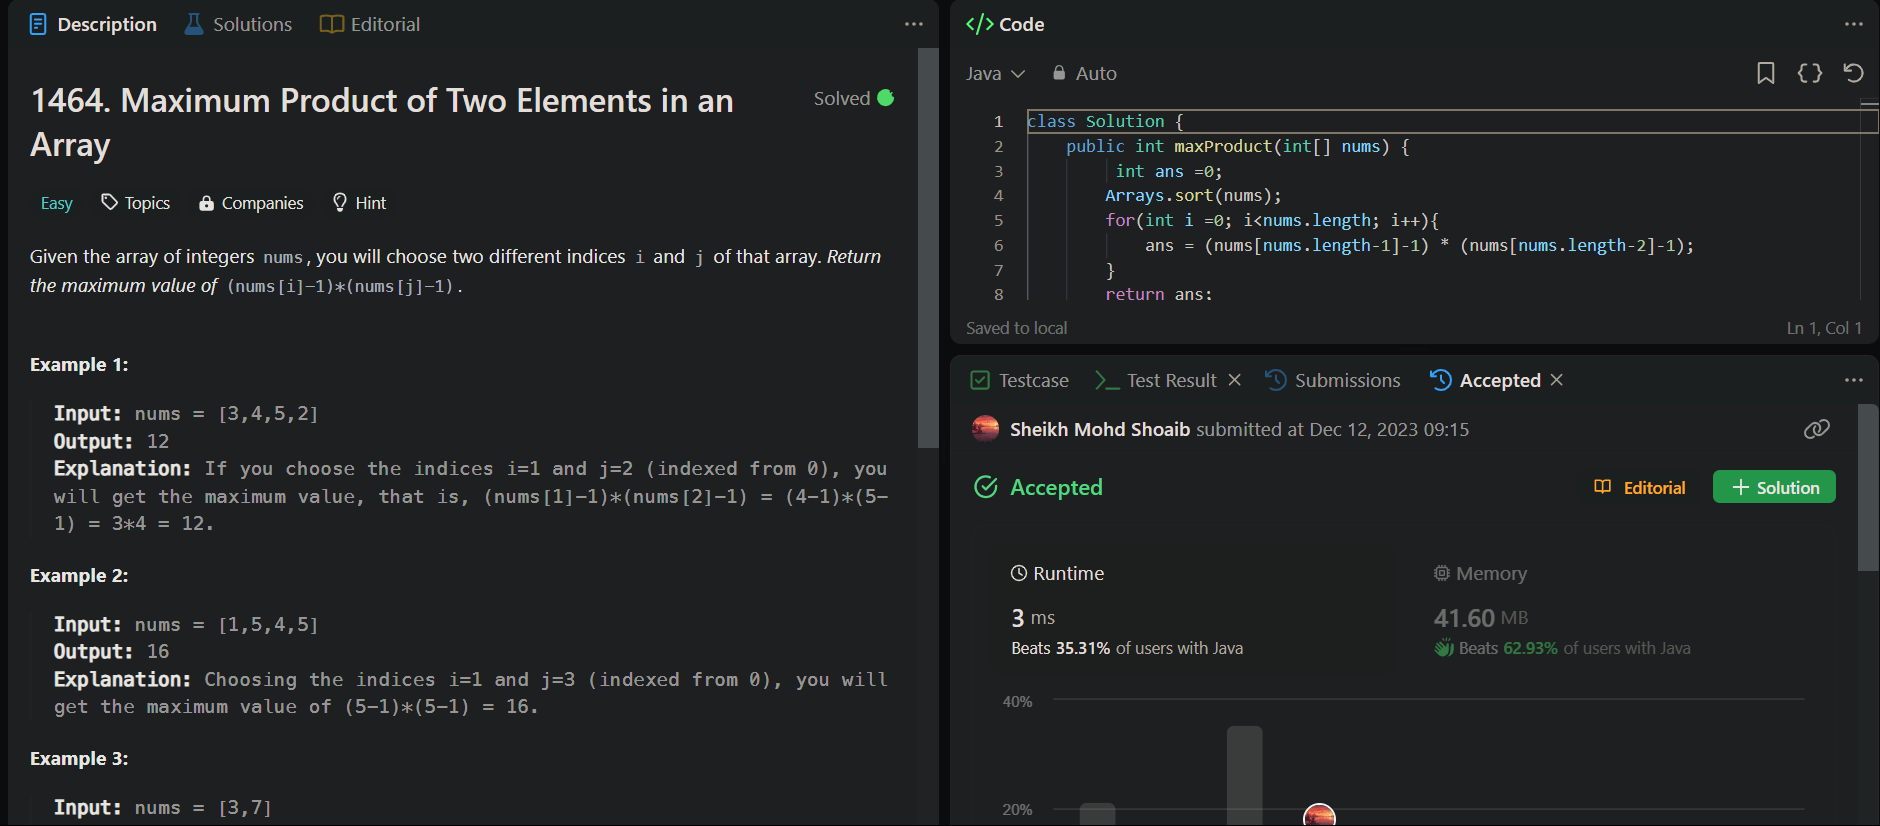 Description Solutions Editorial
1464. Maximum Product of Two Elements in an
Array
Solved
Easy Topics Companies Hint
Given the array of integers nums, you will choose two different indices i and j of that array. Return
the maximum value of (nums[i]-1)*(nums[j]-1).
Example 1:
Input: nums = [3,4,5,2]
Output: 12
Explanation: If you choose the indices i=1 and j=2 (indexed from 0), you
will get the maximum value, that is, (nums[1]-1)*(nums[2]-1) = (4-1)*(5-
1) = 3*4 = 12.
Example 2:
Input: nums = [1,5,4,5]
Output: 16
Explanation: Choosing the indices i=1 and j=3 (indexed from 0), you will
get the maximum value of (5-1)*(5-1) = 16.
Example 3:
Input: nums = [3,7]
</> Code
Java Auto
1 class Solution {
2 public int maxProduct(int[] nums) {
3 int ans =0;
4 Arrays.sort(nums);
5 for(int i =0; i<nums.length; i++){
6 ans = (nums[nums.length-1]-1) * (nums[nums.length-2]-1);
7 }
8 return ans;
Saved to local Ln 1, Col 1
Testcase Test Result Submissions Accepted
Sheikh Mohd Shoaib submitted at Dec 12, 2023 09:15
Accepted Editorial + Solution
Runtime
3 ms
Beats 35.31% of users with Java
Memory
41.60 MB
Beats 62.93% of users with Java
40%
20%